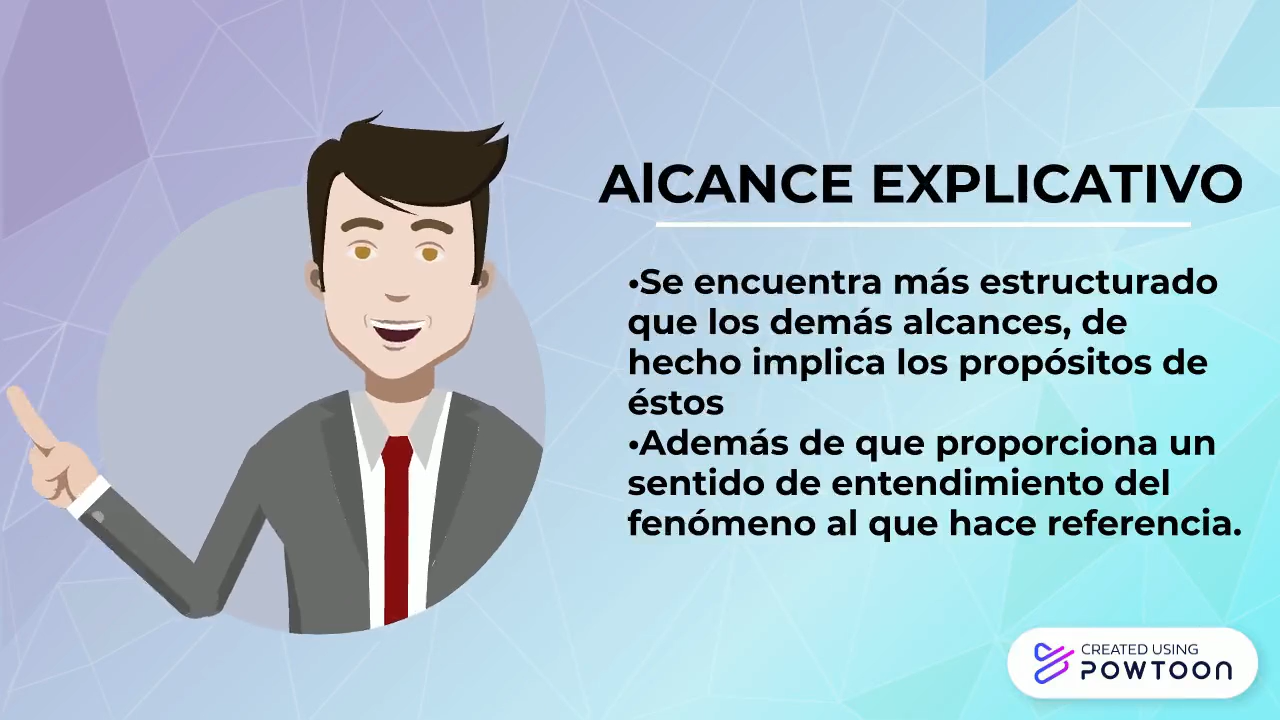 AlCANCE EXPLICATIVO
•Se encuentra más estructurado
que los demás alcances, de
hecho implica los propósitos de
éstos
•Además de que proporciona un
sentido de entendimiento del
fenómeno al que hace referencia.
CREATED USING
POWTOON